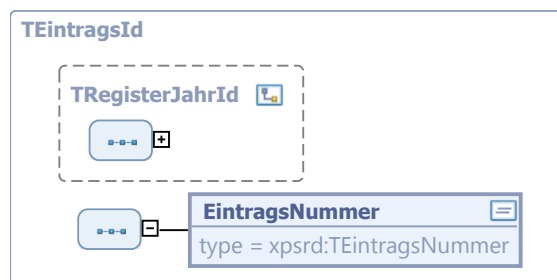 TEintragsId
TRegisterJahrId
EintragsNummer
type = xpsrd:TEintragsNummer